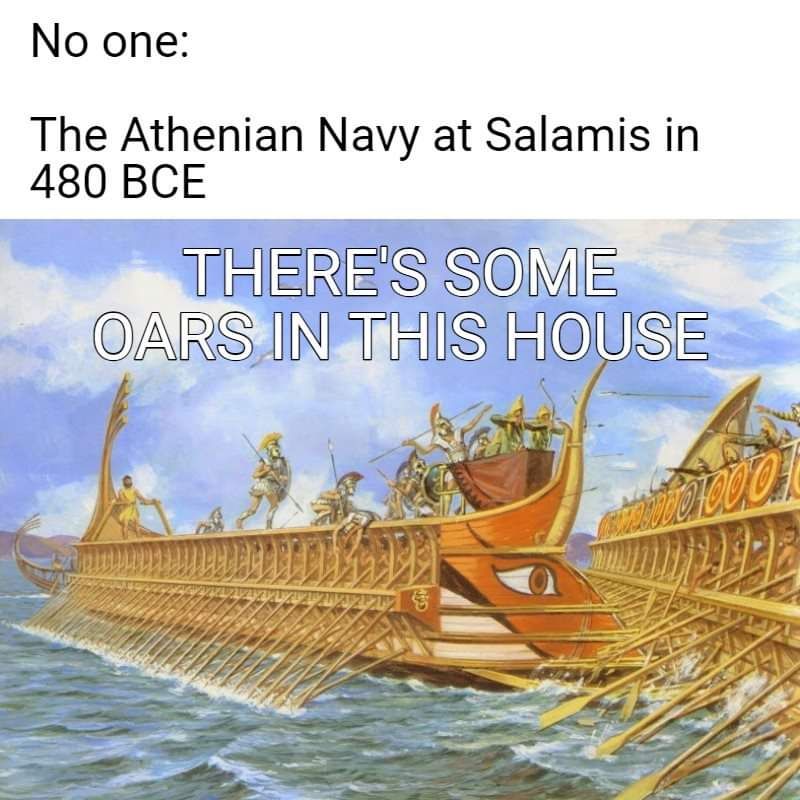 No one:
The Athenian Navy at Salamis in
480 BCE
THERE'S SOME
OARS IN THIS HOUSE